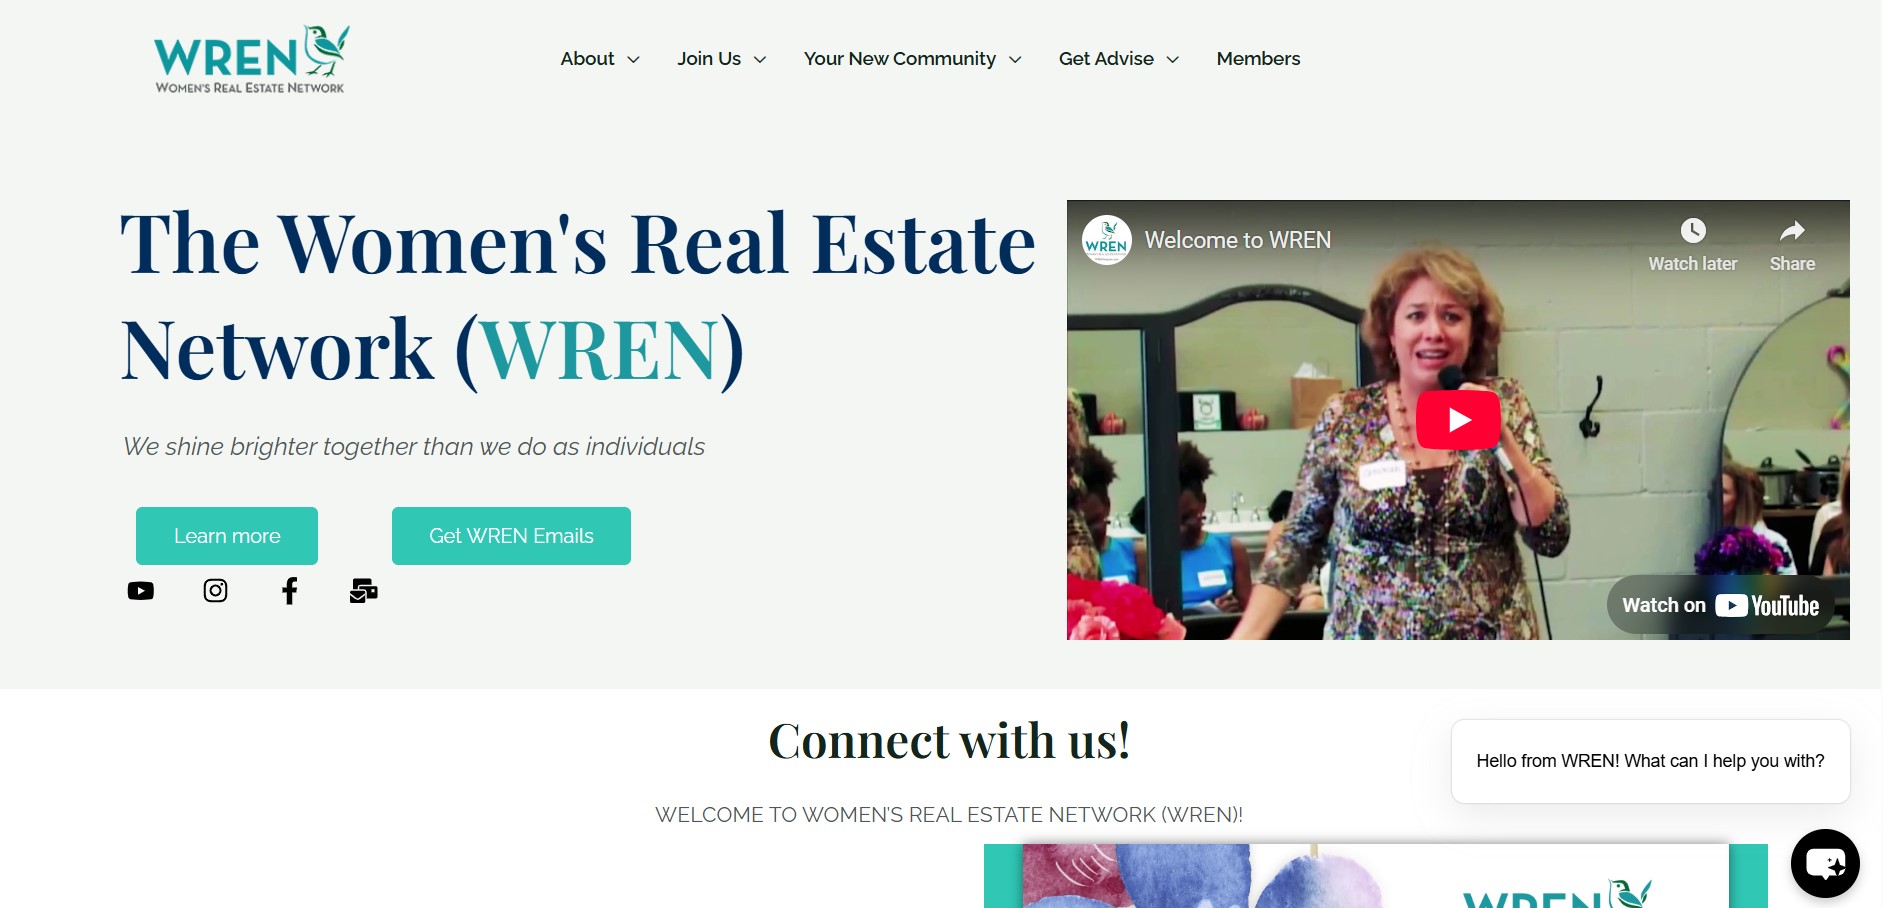 WREN
WOMEN'S REAL ESTATE NETWORK
About
Join Us
Your New Community
Get Advise
Members
The Women's Real Estate
Network (WREN)
We shine brighter together than we do as individuals
Learn more
Get WREN Emails
WREN
Welcome to WREN
Watch later
Share
Watch on YouTube
Connect with us!
WELCOME TO WOMEN'S REAL ESTATE NETWORK (WREN)!
Hello from WREN! What can I help you with?
WREN